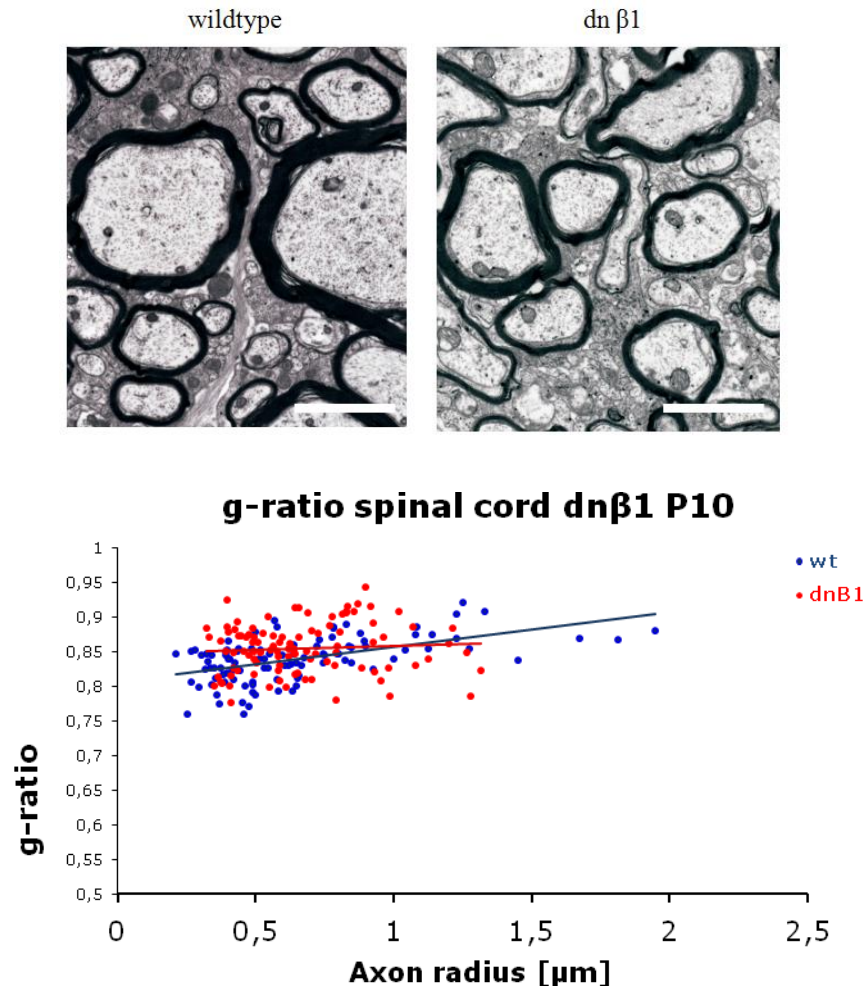 wildtype
dn β1
g-ratio spinal cord dnβ1 P10
wt
dnB1
g-ratio
1
0,95
0,9
0,85
0,8
0,75
0,7
0,65
0,6
0,55
0,5
0 0,5 1 1,5 2 2,5
Axon radius [µm]